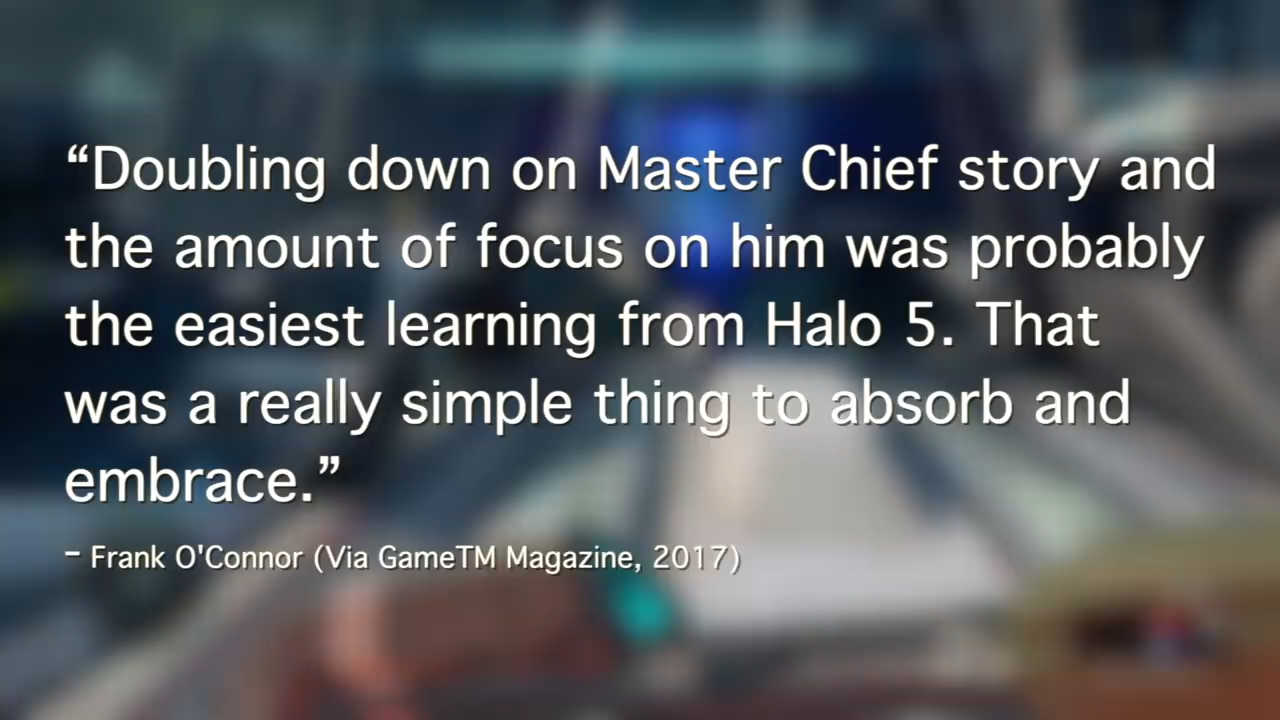 “Doubling down on Master Chief story and
the amount of focus on him was probably
the easiest learning from Halo 5. That
was a really simple thing to absorb and
embrace.”
- Frank O'Connor (Via GameTM Magazine, 2017)